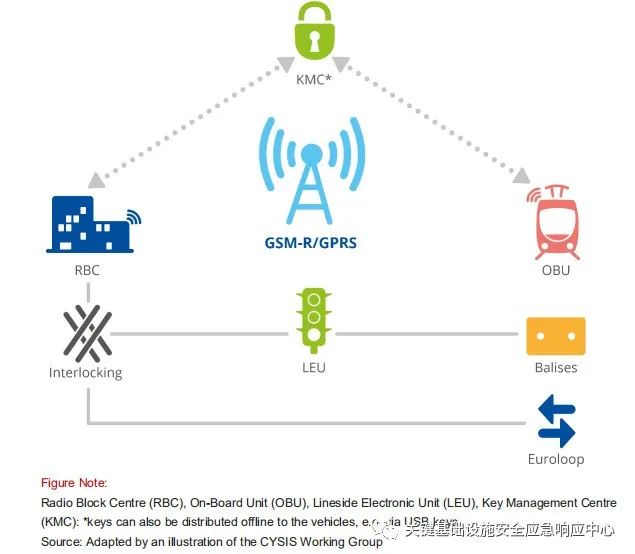 KMC*
GSM-R/GPRS
RBC
OBU
Interlocking
LEU
Balises
Euroloop
Figure Note:
Radio Block Centre (RBC), On-Board Unit (OBU), Lineside Electronic Unit (LEU), Key Management Centre
(KMC): *keys can also be distributed offline to the vehicles, e.g. via USB keys
关键基础设施安全应急响应中心
Source: Adapted by an illustration of the CYSIS Working Group